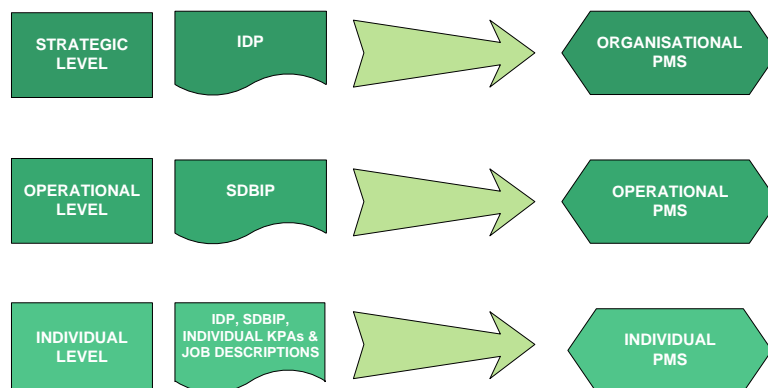 STRATEGIC
LEVEL
IDP
ORGANISATIONAL
PMS
OPERATIONAL
LEVEL
SDBIP
OPERATIONAL
PMS
INDIVIDUAL
LEVEL
IDP, SDBIP,
INDIVIDUAL KPAs &
JOB DESCRIPTIONS
INDIVIDUAL
PMS